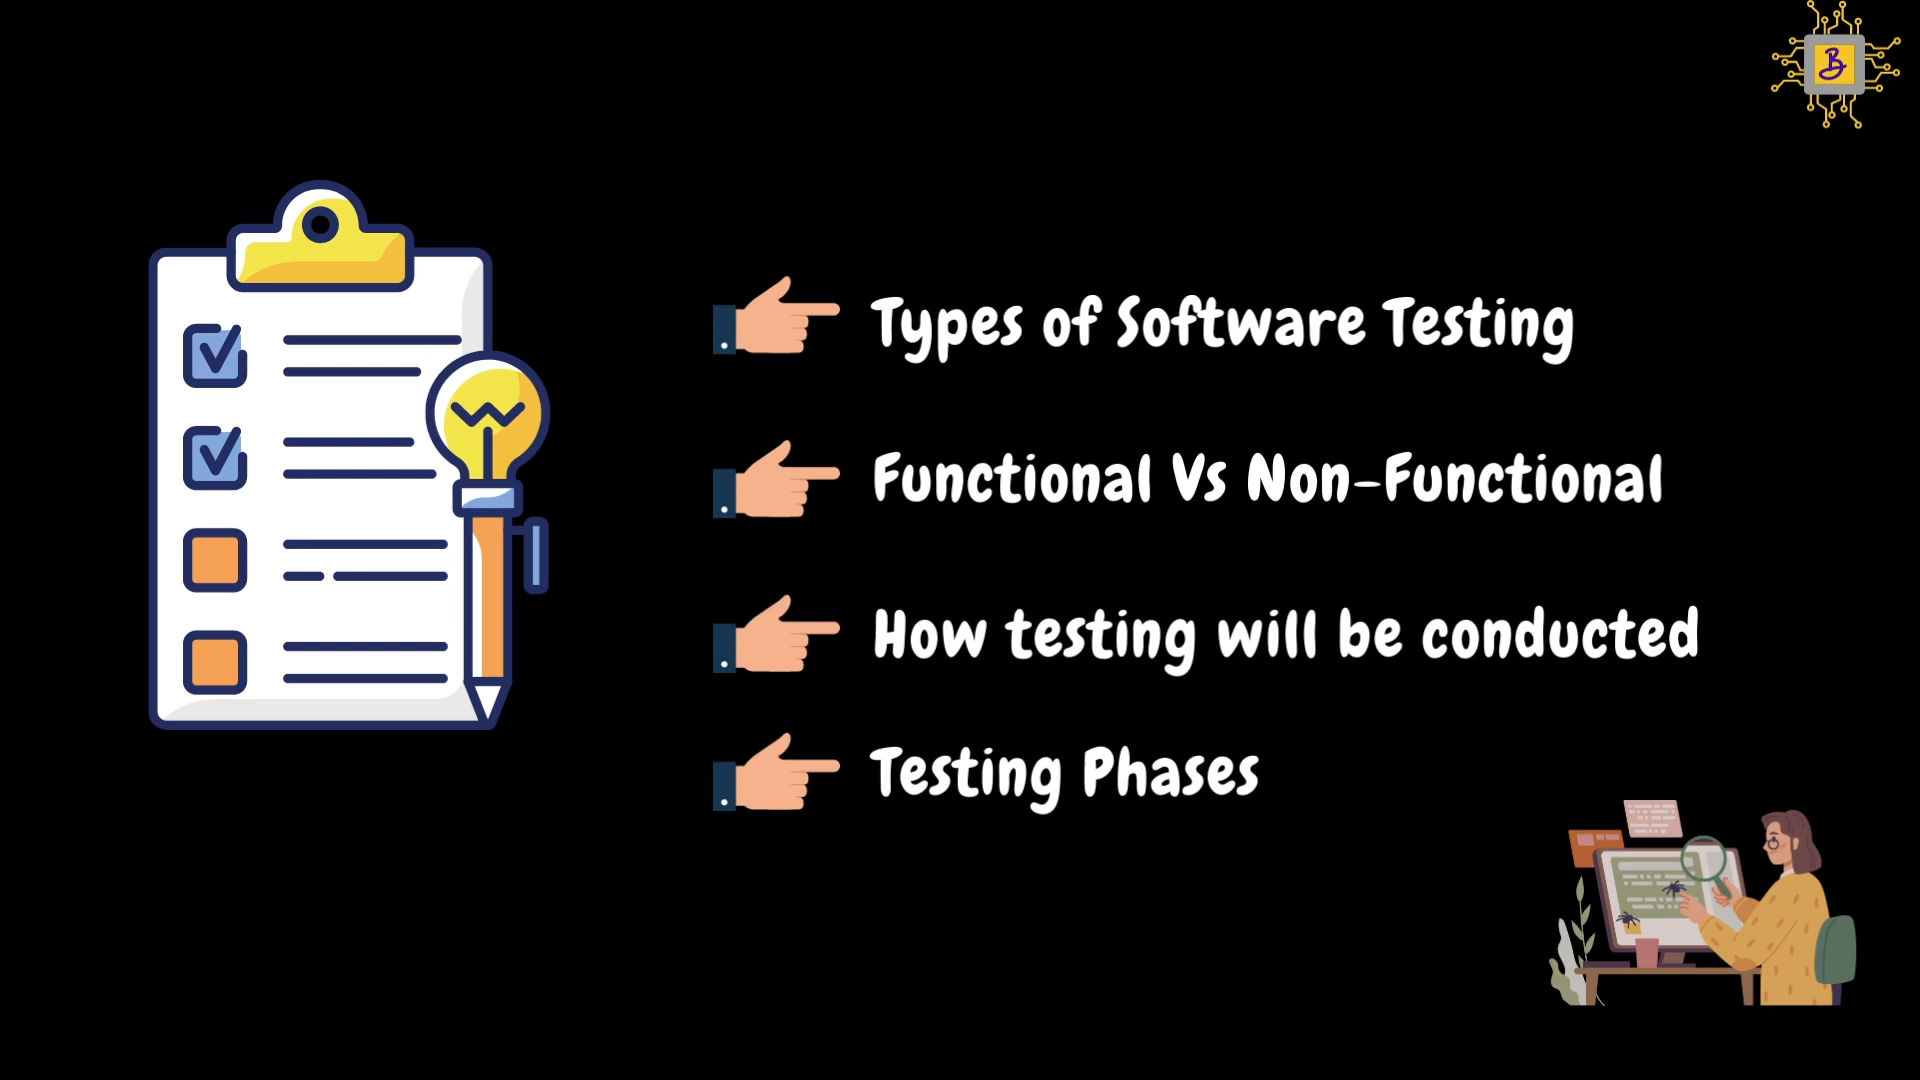 B
Types of Software Testing
Functional Vs Non-Functional
How testing will be conducted
Testing Phases